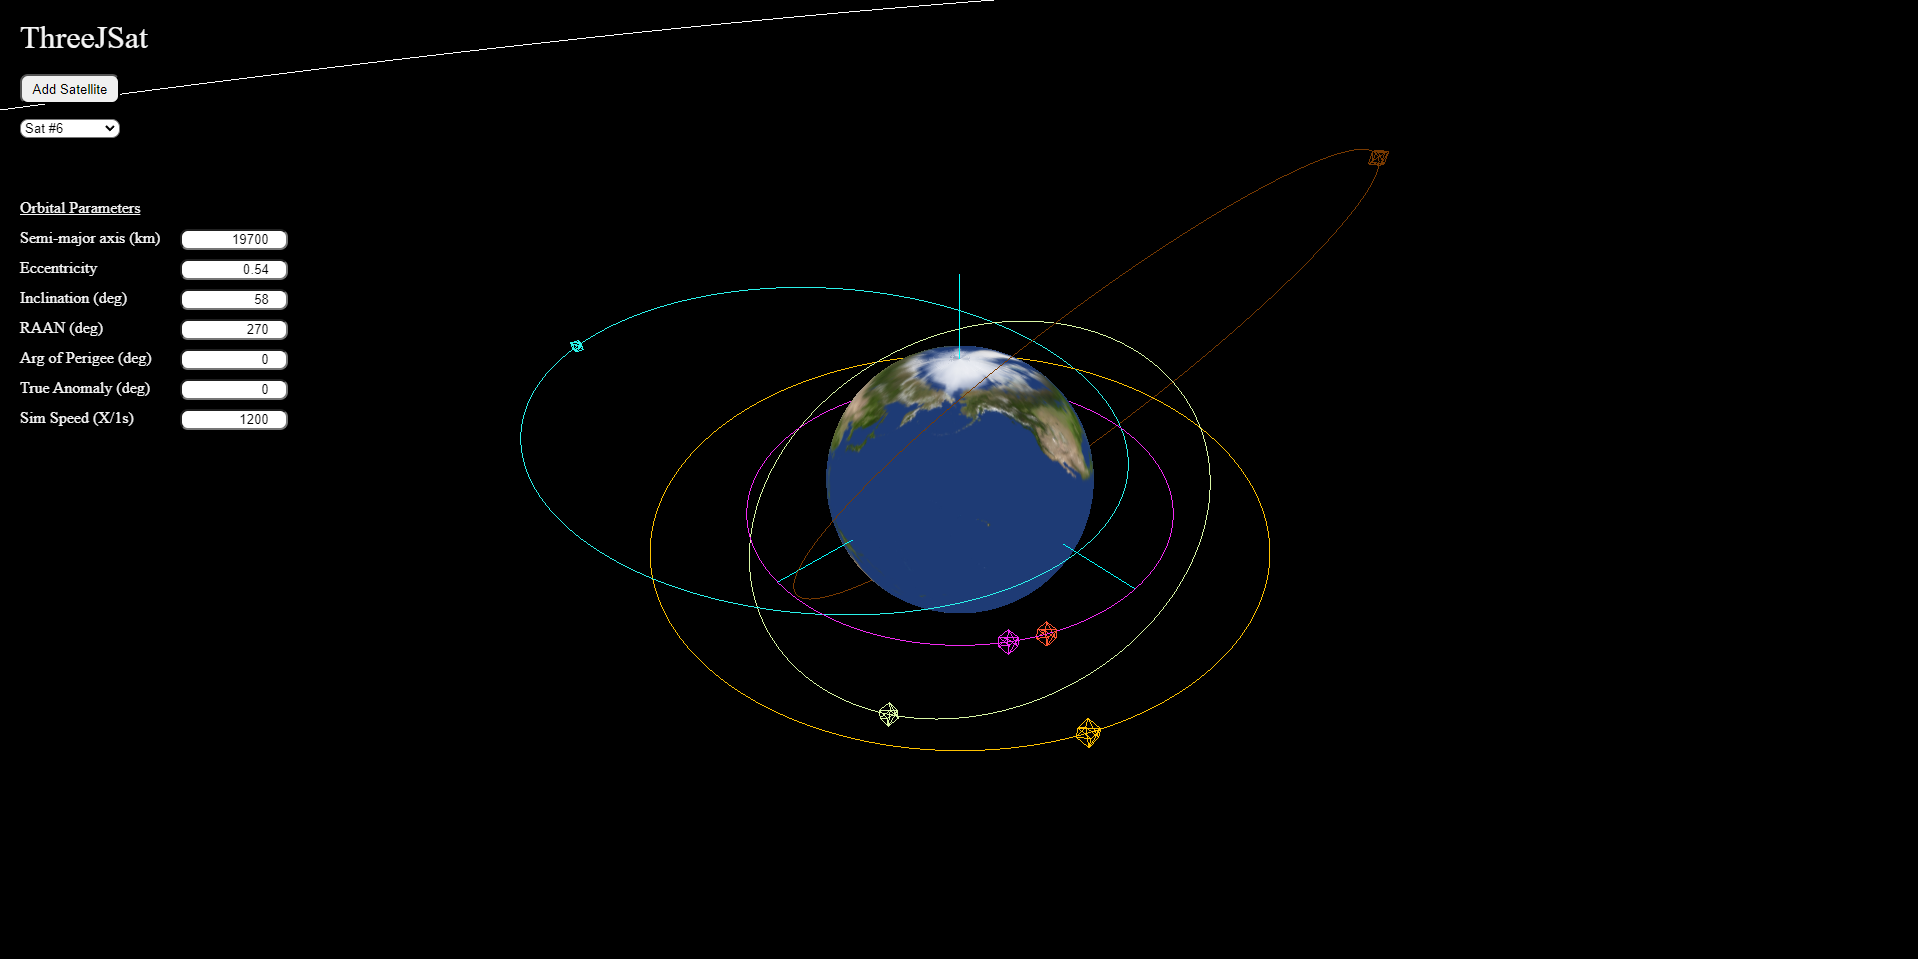 ThreeJSat
Add Satellite
Sat #6
Orbital Parameters
Semi-major axis (km) 19700
Eccentricity 0.54
Inclination (deg) 58
RAAN (deg) 270
Arg of Perigee (deg) 0
True Anomaly (deg) 0
Sim Speed (X/1s) 1200